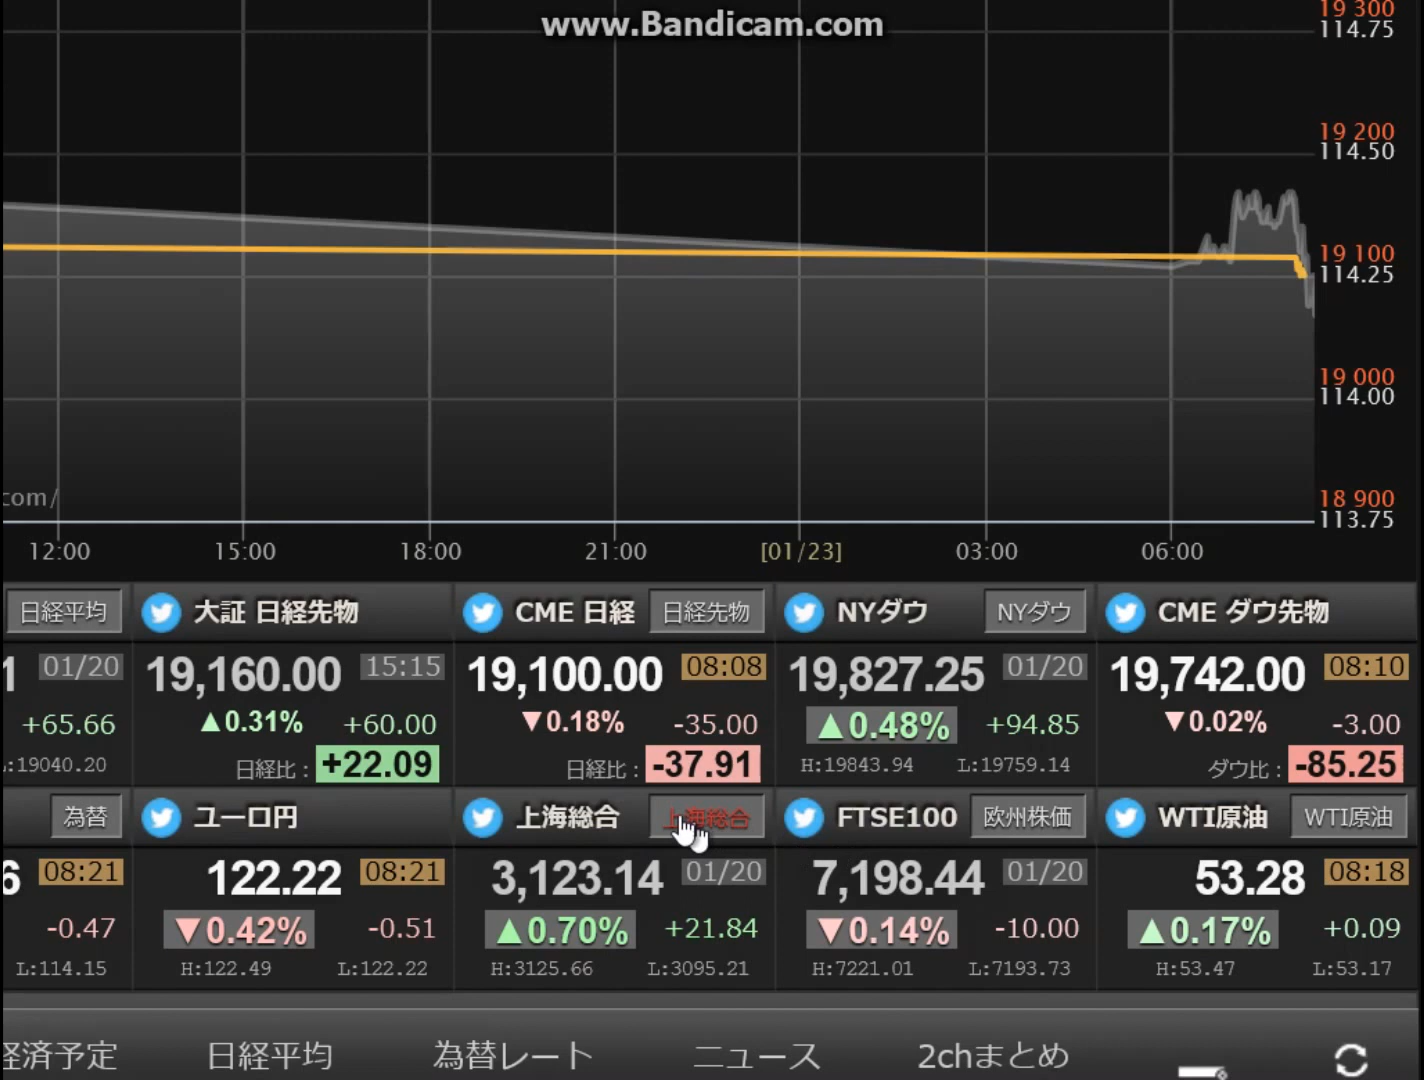 www.Bandicam.com
19 300
114.75
19 200
114.50
19 100
114.25
19 000
114.00
com/
18 900
113.75
12:00 15:00 18:00 21:00 [01/23] 03:00 06:00
日経平均 大証 日経先物 CME 日経 日経先物 NYダウ NYダウ CME ダウ先物
1 01/20 19,160.00 15:15 19,100.00 08:08 19,827.25 01/20 19,742.00 08:10
+65.66 ▲0.31% +60.00 ▼0.18% -35.00 ▲0.48% +94.85 ▼0.02% -3.00
L:19040.20 日経比: +22.09 日経比: -37.91 H:19843.94 L:19759.14 ダウ比: -85.25
為替 ユーロ円 上海総合 上海総合 FTSE100 欧州株価 WTI原油 WTI原油
6 08:21 122.22 08:21 3,123.14 01/20 7,198.44 01/20 53.28 08:18
-0.47 ▼0.42% -0.51 ▲0.70% +21.84 ▼0.14% -10.00 ▲0.17% +0.09
L:114.15 H:122.49 L:122.22 H:3125.66 L:3095.21 H:7221.01 L:7193.73 H:53.47 L:53.17
経済予定 日経平均 為替レート ニュース 2chまとめ